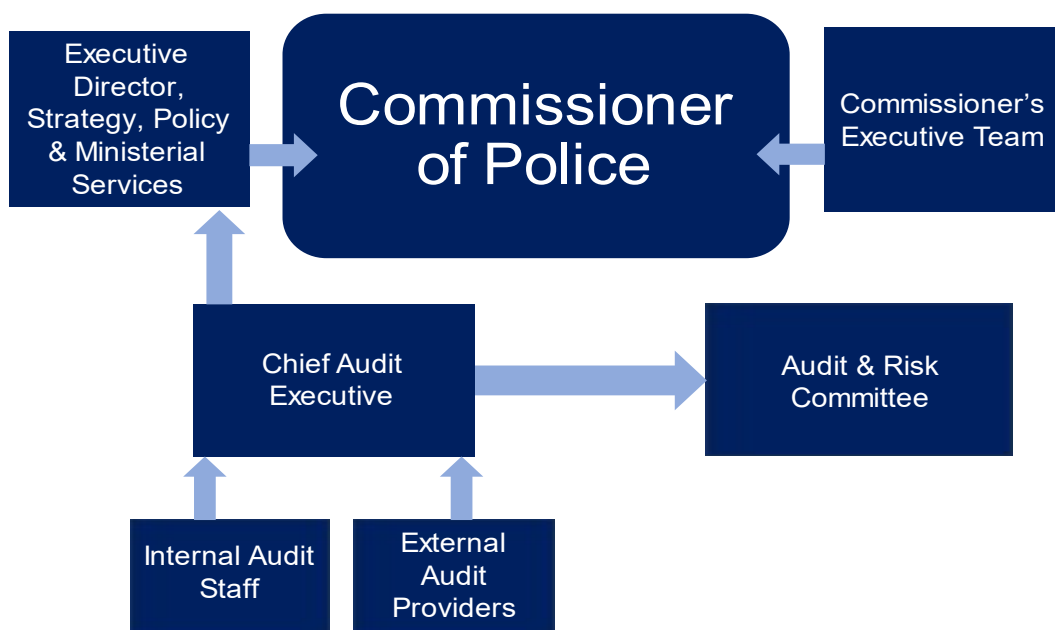 Executive
Director,
Strategy, Policy
& Ministerial
Services
Commissioner
of Police
Commissioner’s
Executive Team
Chief Audit
Executive
Audit & Risk
Committee
Internal Audit
Staff
External
Audit
Providers